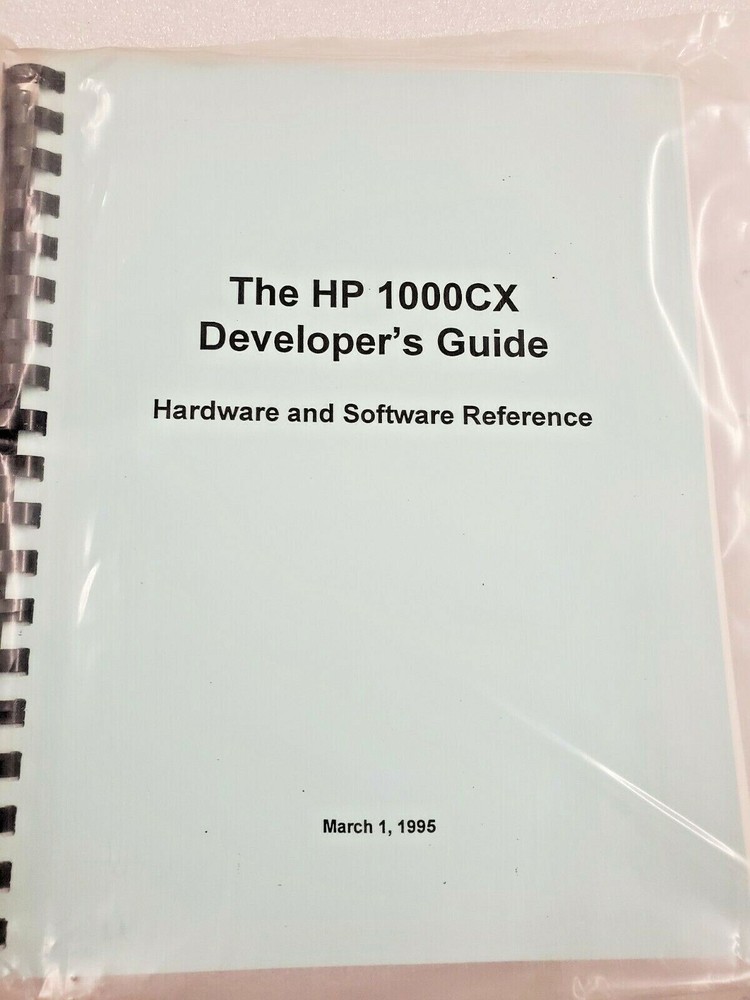 The HP 1000CX
Developer’s Guide
Hardware and Software Reference
March 1, 1995